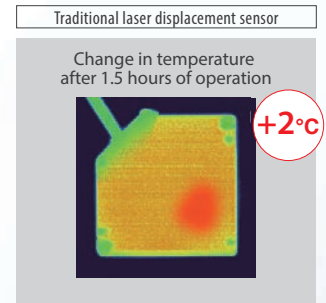 Traditional laser displacement sensor
Change in temperature
after 1.5 hours of operation
+2°C